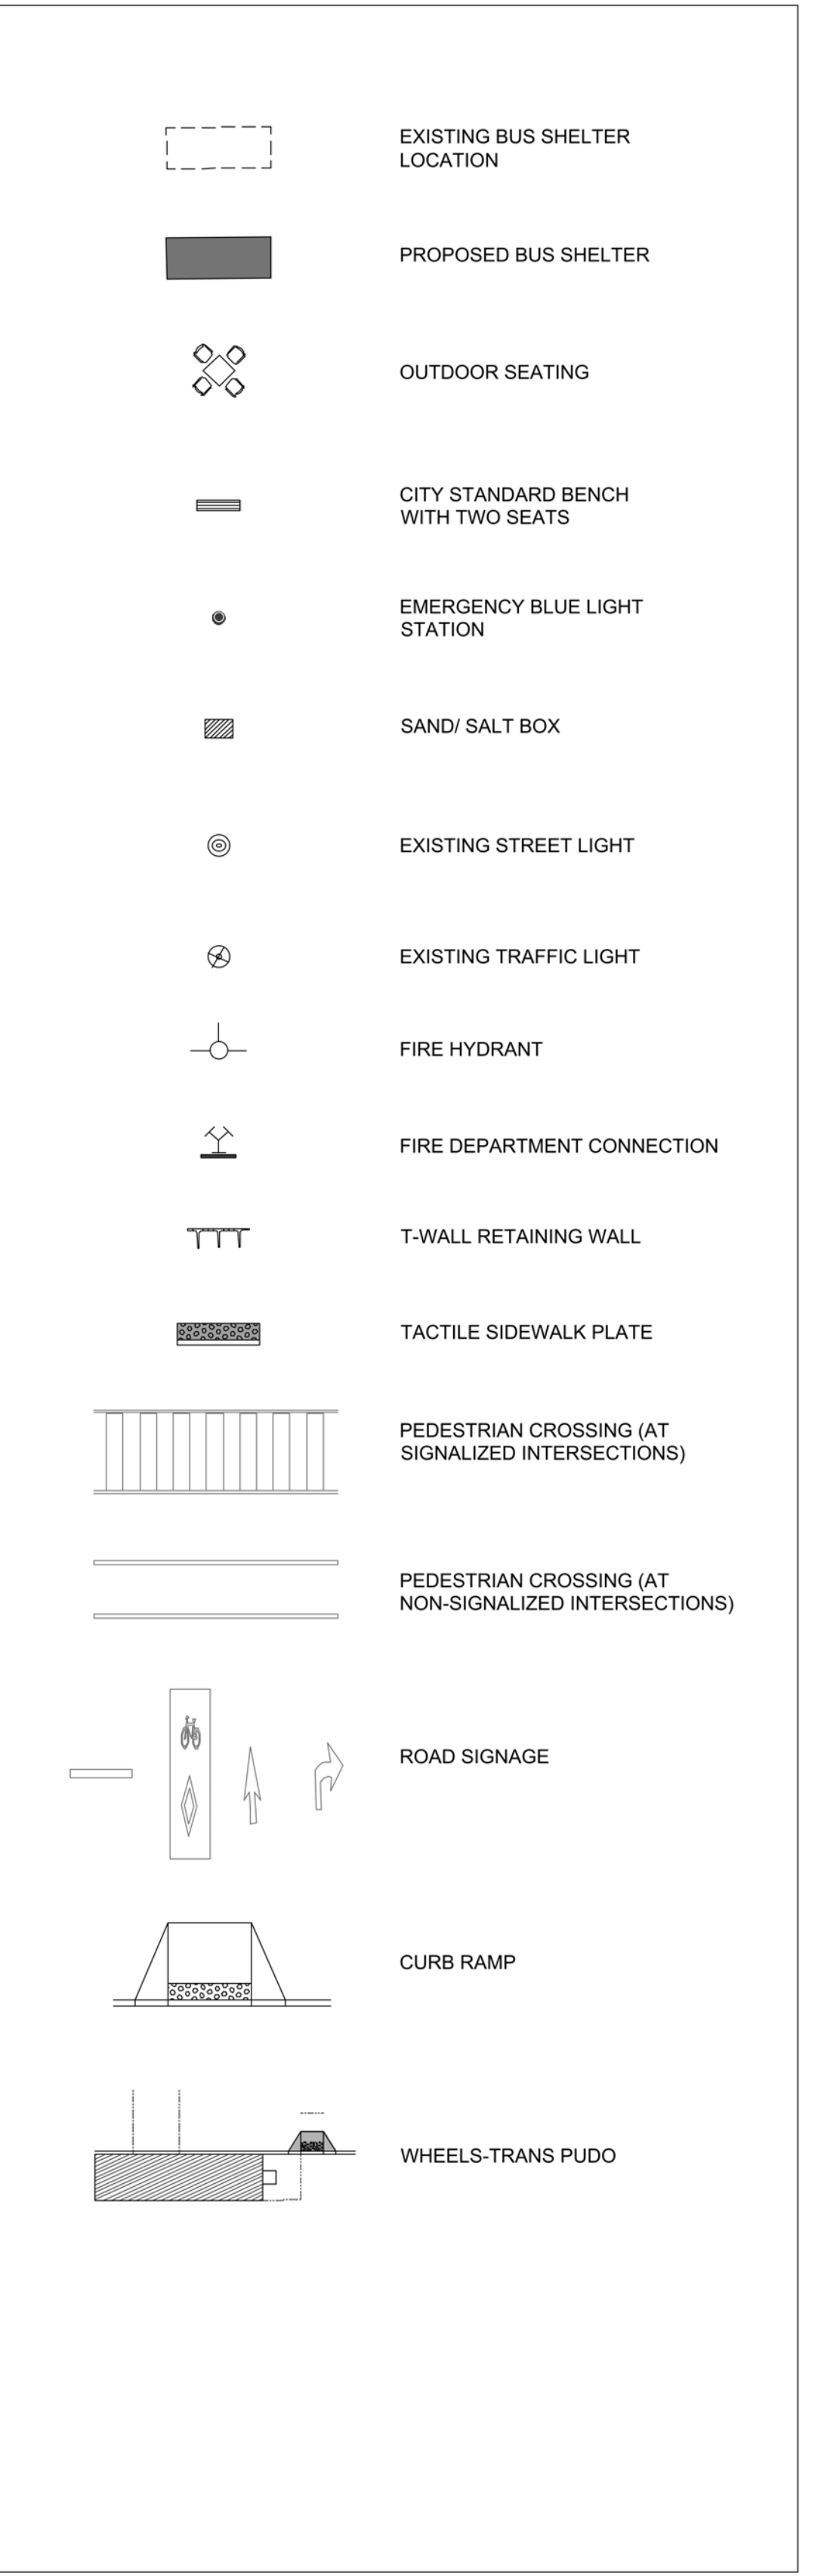 EXISTING BUS SHELTER
LOCATION
PROPOSED BUS SHELTER
OUTDOOR SEATING
CITY STANDARD BENCH
WITH TWO SEATS
EMERGENCY BLUE LIGHT
STATION
SAND/ SALT BOX
EXISTING STREET LIGHT
EXISTING TRAFFIC LIGHT
FIRE HYDRANT
FIRE DEPARTMENT CONNECTION
T-WALL RETAINING WALL
TACTILE SIDEWALK PLATE
PEDESTRIAN CROSSING (AT
SIGNALIZED INTERSECTIONS)
PEDESTRIAN CROSSING (AT
NON-SIGNALIZED INTERSECTIONS)
ROAD SIGNAGE
CURB RAMP
WHEELS-TRANS PUDO